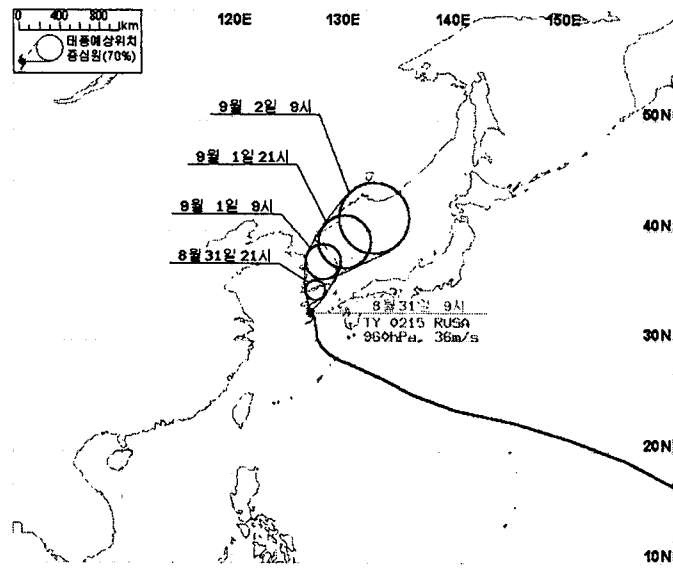 0 400 800
km
태풍예상위치
중심원(70%)
120E 130E 140E 150E
9월 2일 9시
50N
9월 1일 21시
9월 1일 9시
40N
8월 31일 21시
8월 31일 9시
TY 0215 RUSA
960hPa, 36m/s
30N
20N
10N